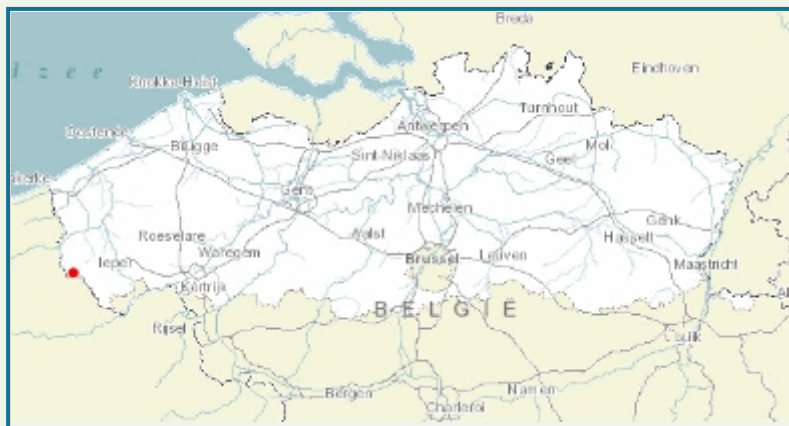 Breda
d z e e
Eindhoven
Knokke-Heist
Turnhout
Oostende
Antwerpen
Brugge
Mol
Sint-Niklaas
Geel
Gent
Mechelen
Genk
Roeselare
Aalst
Hasselt
Ieper
Waregem
Brussel
Leuven
Maastricht
Kortrijk
BELGIË
Rijsel
Luik
Bergen
Namen
Charleroi